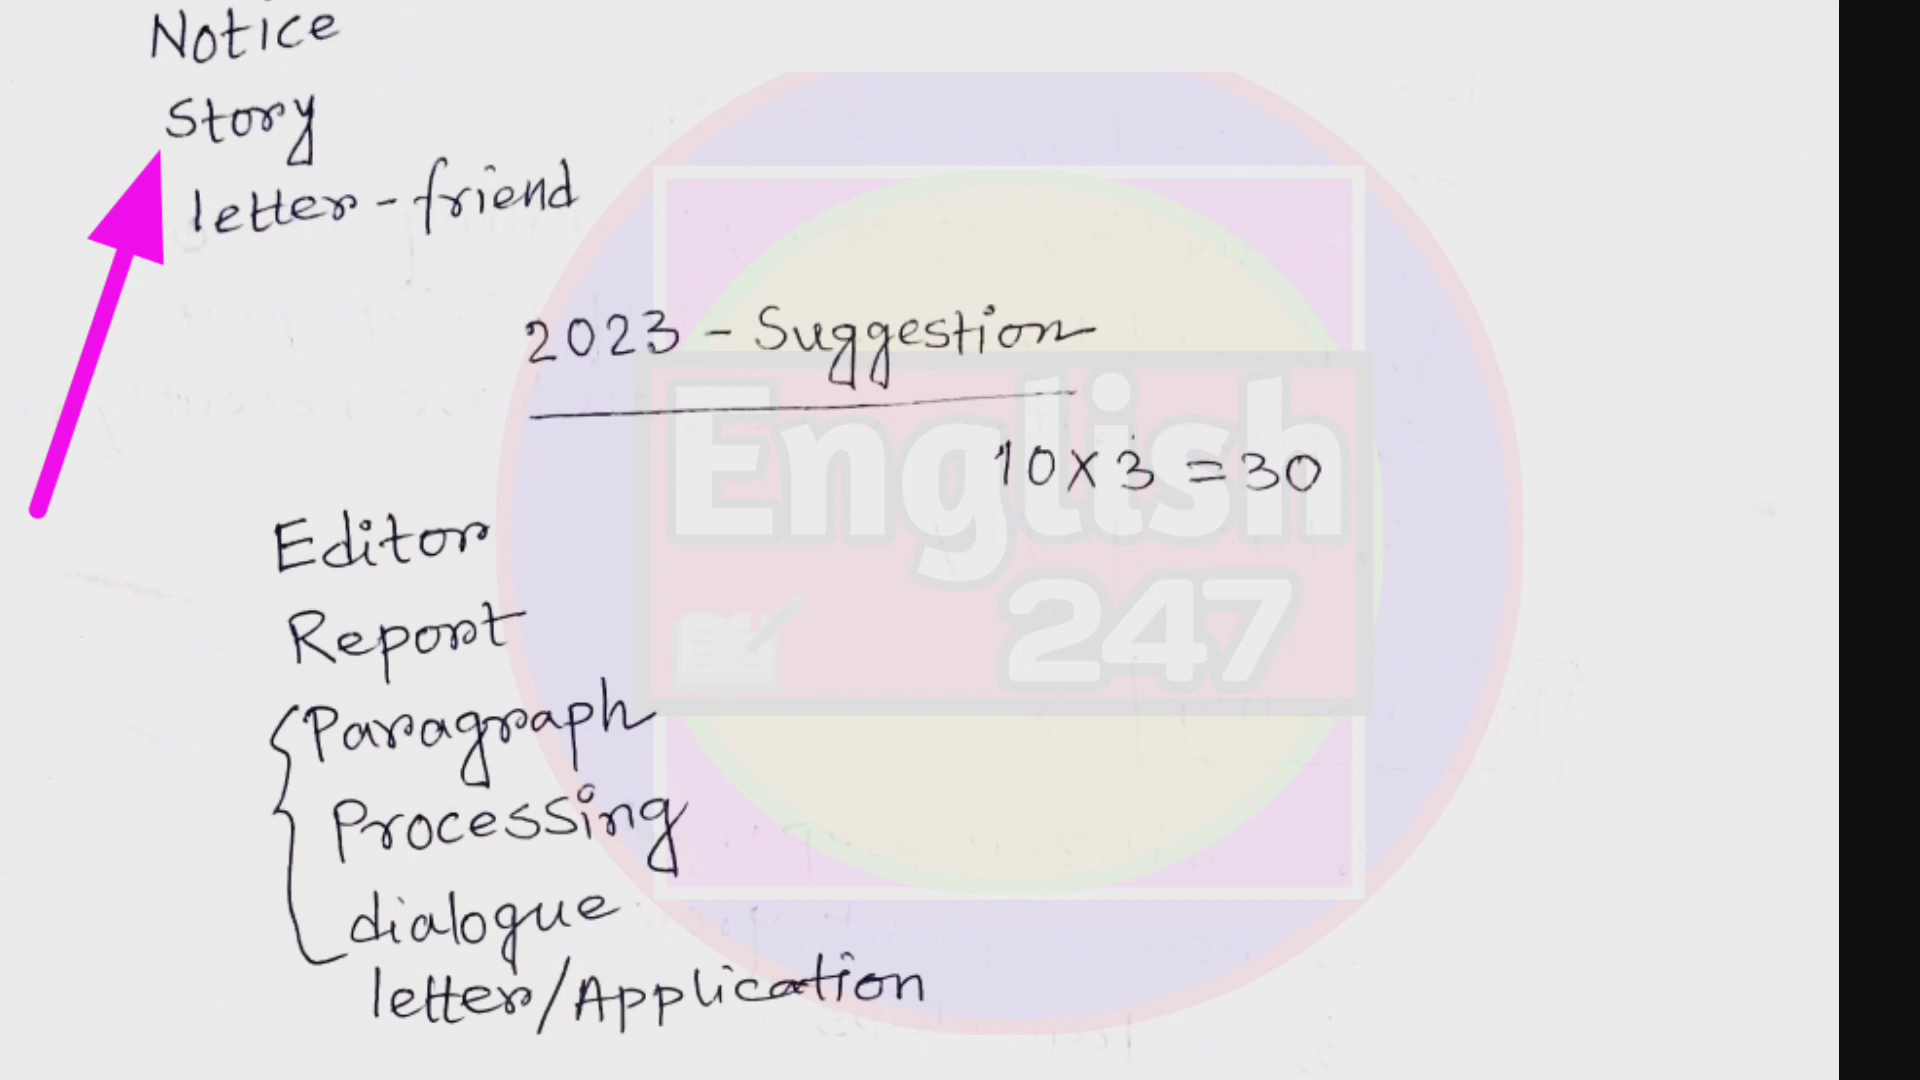 Notice
Story
letter-friend
2023 - Suggestion
10 x 3 = 30
Editor
Report
Paragraph
Processing
dialogue
letter/Application
English
247